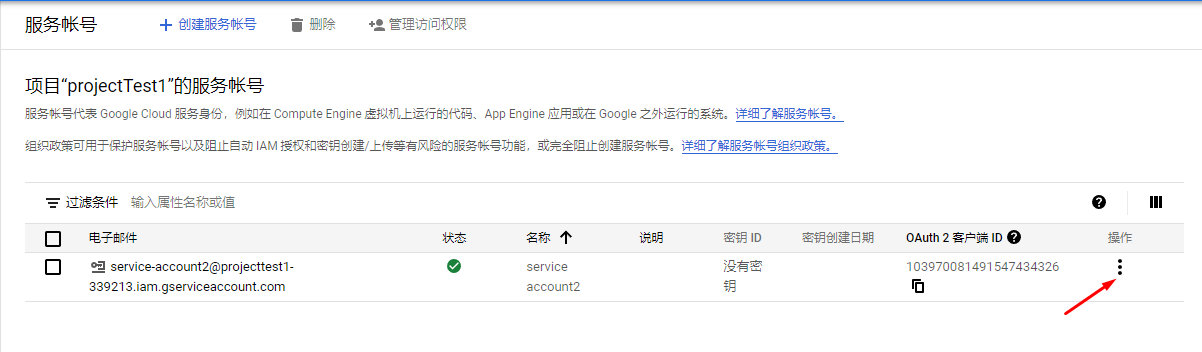 服务帐号 创建服务帐号 删除 管理访问权限
项目“projectTest1”的服务帐号
服务帐号代表 Google Cloud 服务身份，例如在 Compute Engine 虚拟机上运行的代码、App Engine 应用或在 Google 之外运行的系统。详细了解服务帐号。
组织政策可用于保护服务帐号以及阻止自动 IAM 授权和密钥创建/上传等有风险的服务帐号功能，或完全阻止创建服务帐号。详细了解服务帐号组织政策。
过滤条件 输入属性名称或值
电子邮件 状态 名称 说明 密钥 ID 密钥创建日期 OAuth 2 客户端 ID 操作
service-account2@projecttest1- service 没有密 103970081491547434326
339213.iam.gserviceaccount.com account2 钥